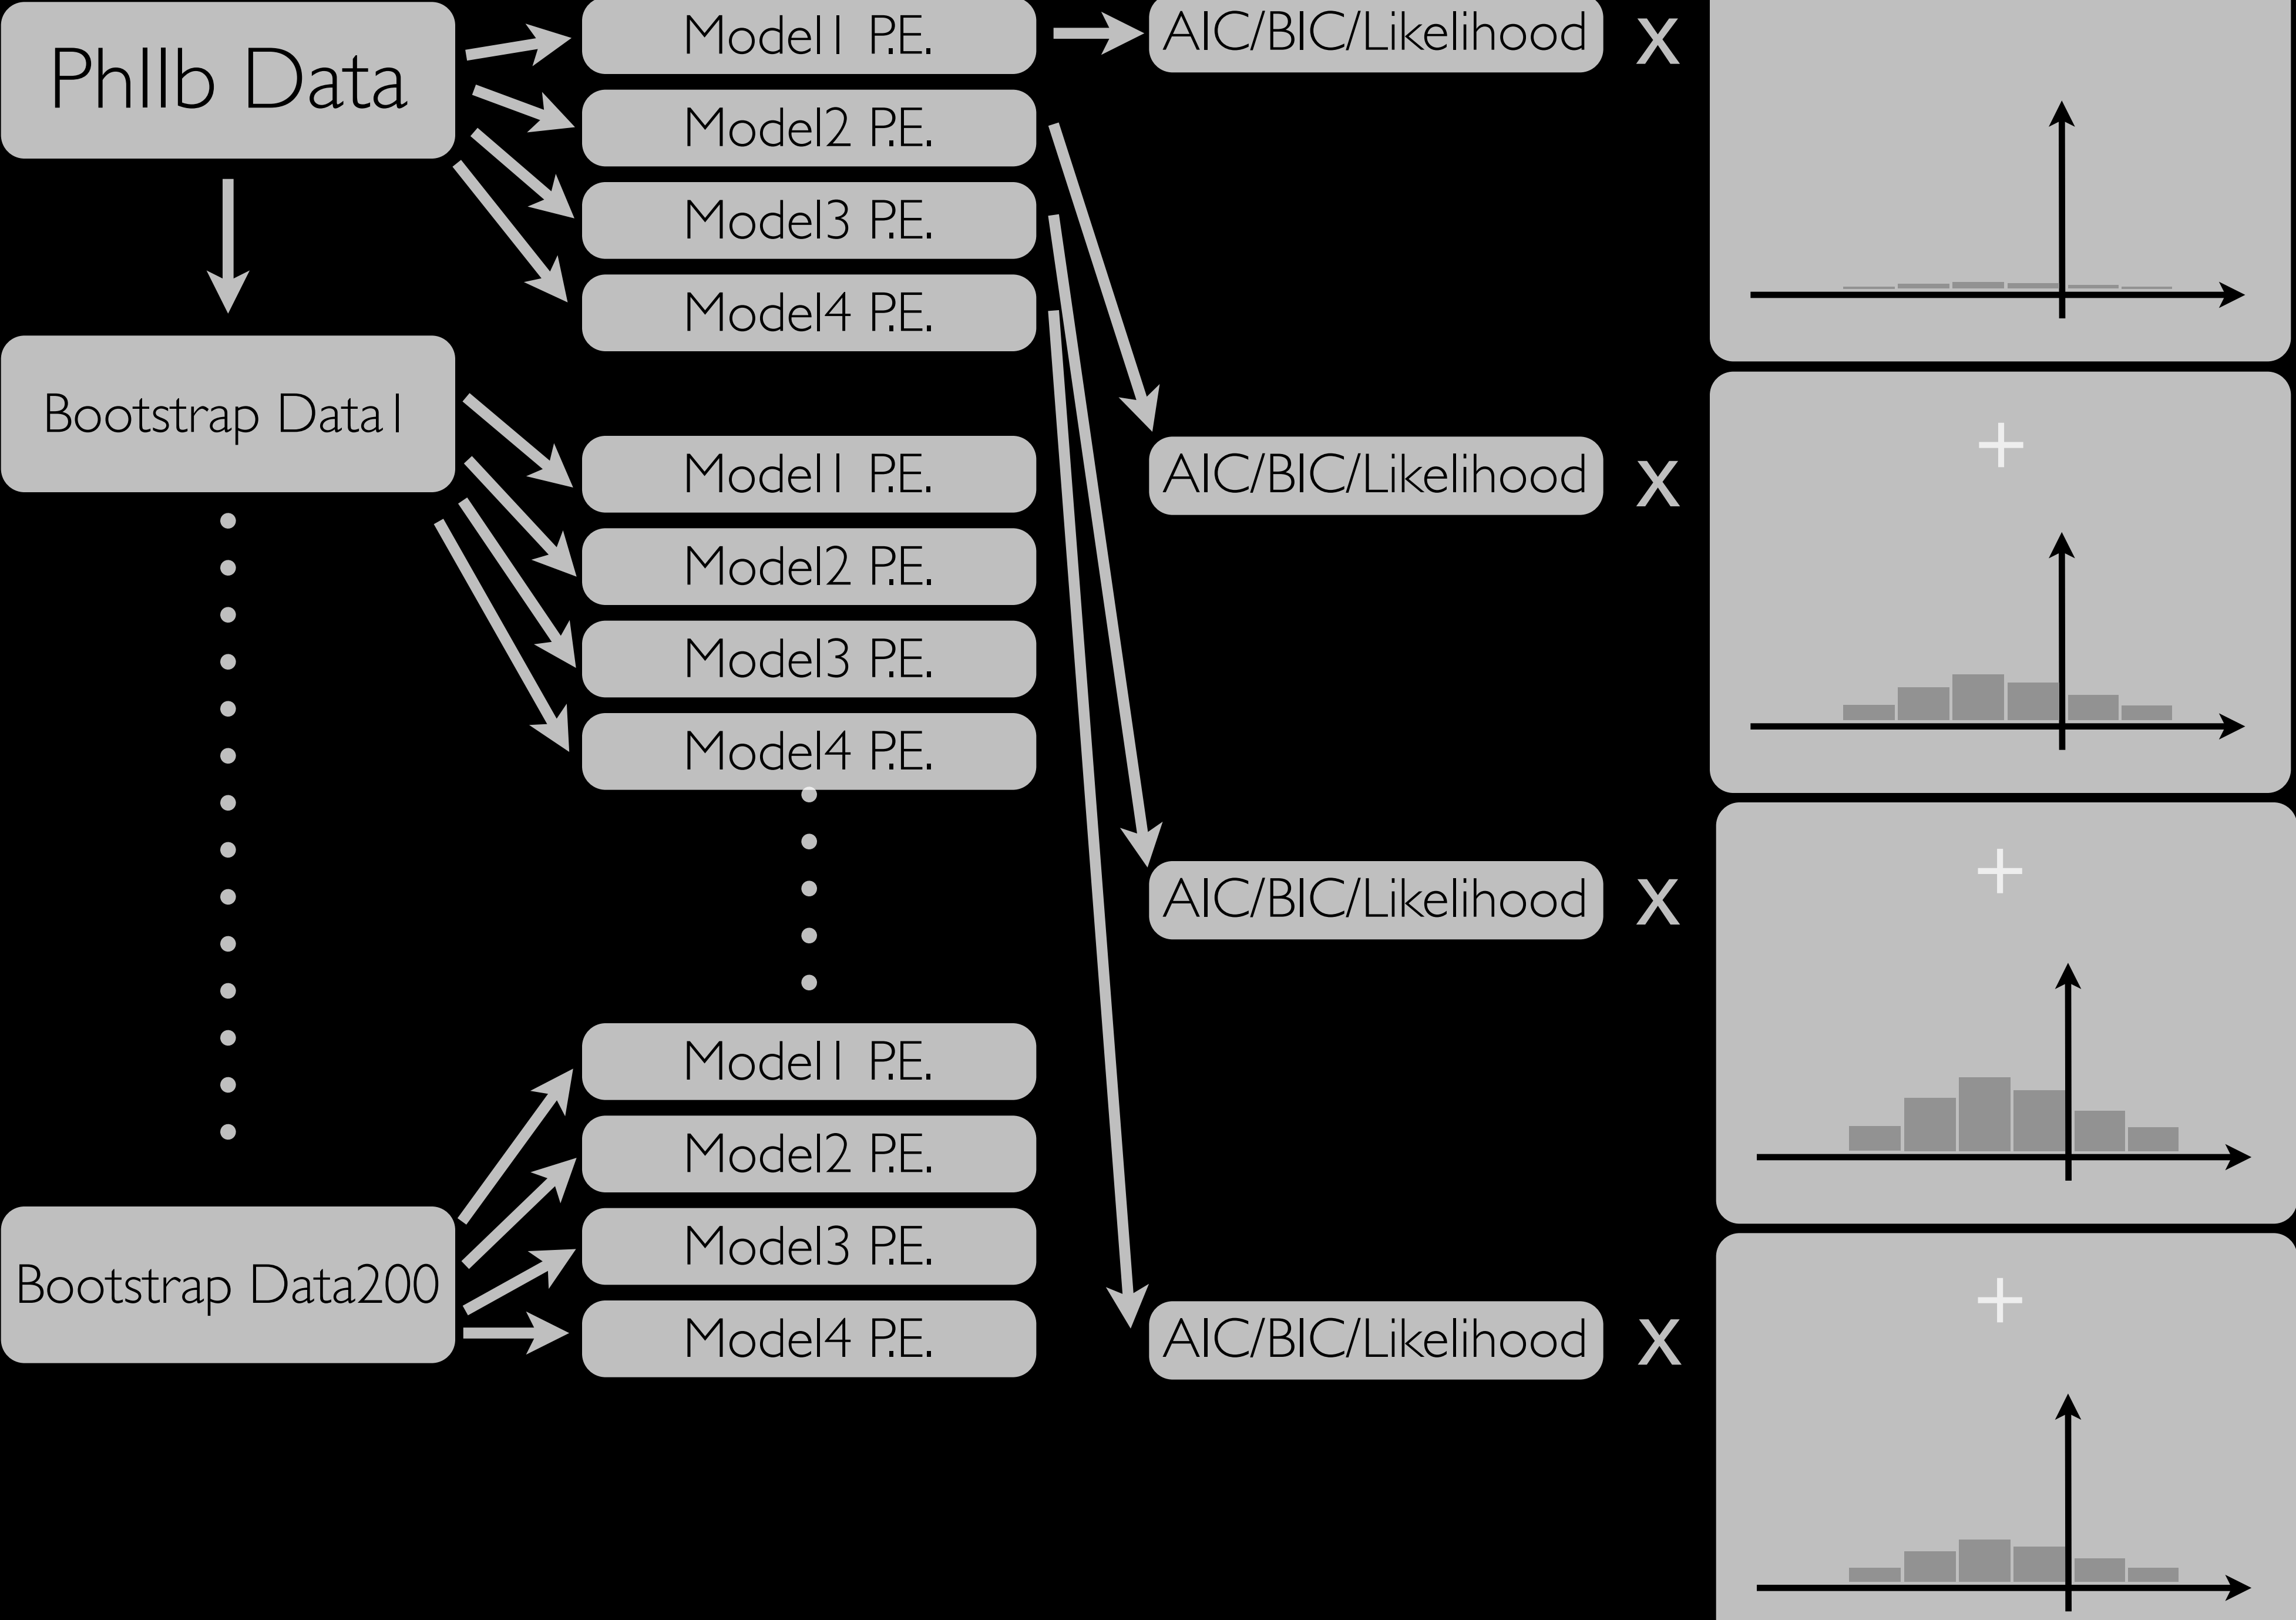 PhIIb Data
Bootstrap Data1
Bootstrap Data200
Model1 P.E.
Model2 P.E.
Model3 P.E.
Model4 P.E.
Model1 P.E.
Model2 P.E.
Model3 P.E.
Model4 P.E.
Model1 P.E.
Model2 P.E.
Model3 P.E.
Model4 P.E.
AIC/BIC/Likelihood x
AIC/BIC/Likelihood x
AIC/BIC/Likelihood x
AIC/BIC/Likelihood x
+
+
+